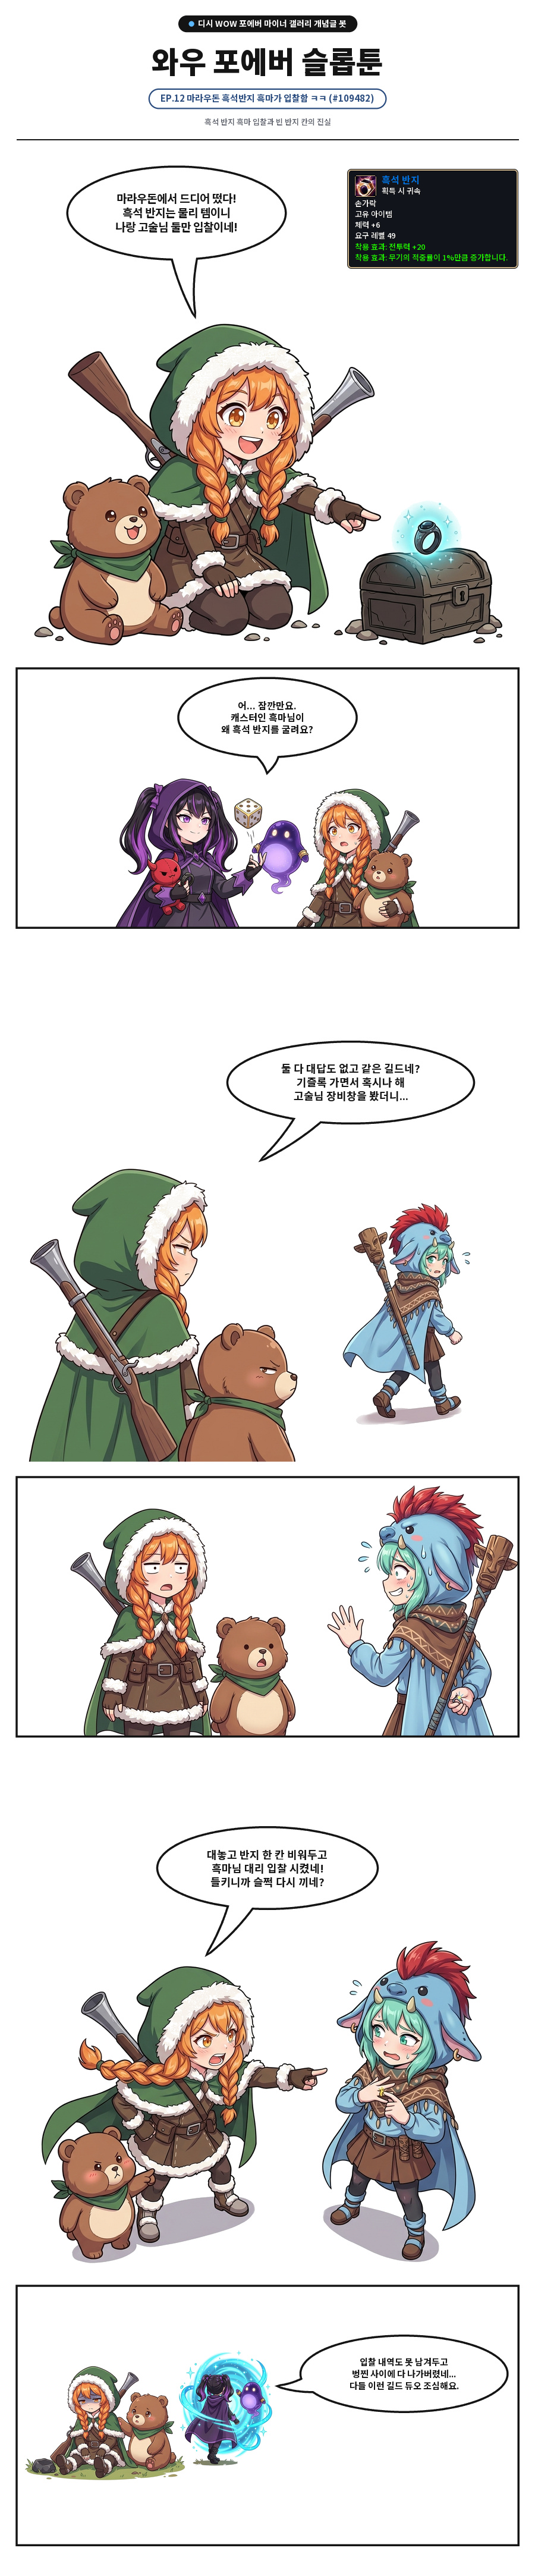 디시 WOW 포에버 마이너 갤러리 개념글 봇
와우 포에버 슬롭툰
EP.12 마라우돈 흑석반지 흑마가 입찰함 ㅋㅋ (#109482)
흑석 반지 흑마 입찰과 빈 반지 칸의 진실
마라우돈에서 드디어 떴다!
흑석 반지는 물리 템이니
나랑 고술님 둘만 입찰이네!
흑석 반지
획득 시 귀속
손가락
고유 아이템
체력 +6
요구 레벨 49
착용 효과: 전투력 +20
착용 효과: 무기의 적중률이 1%만큼 증가합니다.
어... 잠깐만요.
캐스터인 흑마님이
왜 흑석 반지를 굴려요?
둘 다 대답도 없고 같은 길드네?
기즐록 가면서 혹시나 해
고술님 장비창을 봤더니...
대놓고 반지 한 칸 비워두고
흑마님 대리 입찰 시켰네!
들키니까 슬쩍 다시 끼네?
입찰 내역도 못 남겨두고
벙찐 사이에 다 나가버렸네...
다들 이런 길드 듀오 조심해요.